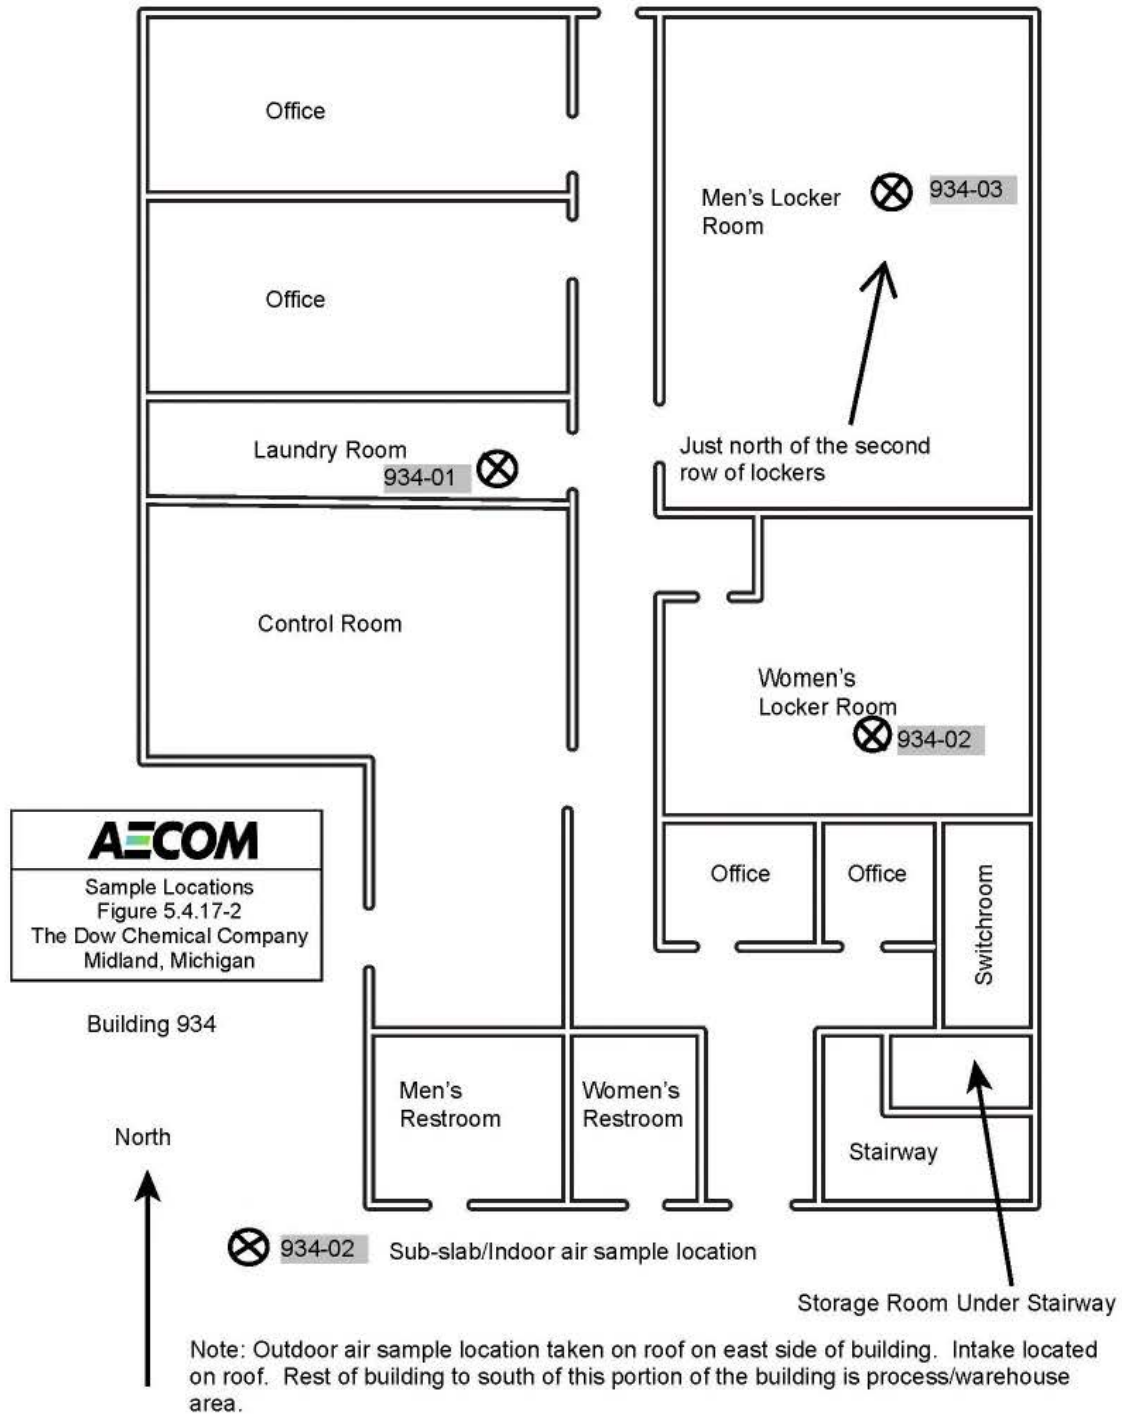 Office
934-03
Men's Locker
Room
Office
Just north of the second
row of lockers
Laundry Room
934-01
Control Room
Women's
Locker Room
934-02
AECOM
Sample Locations
Figure 5.4.17-2
The Dow Chemical Company
Midland, Michigan
Office
Office
Switchroom
Building 934
Men's
Restroom
Women's
Restroom
North
Stairway
934-02 Sub-slab/Indoor air sample location
Storage Room Under Stairway
Note: Outdoor air sample location taken on roof on east side of building. Intake located
on roof. Rest of building to south of this portion of the building is process/warehouse
area.